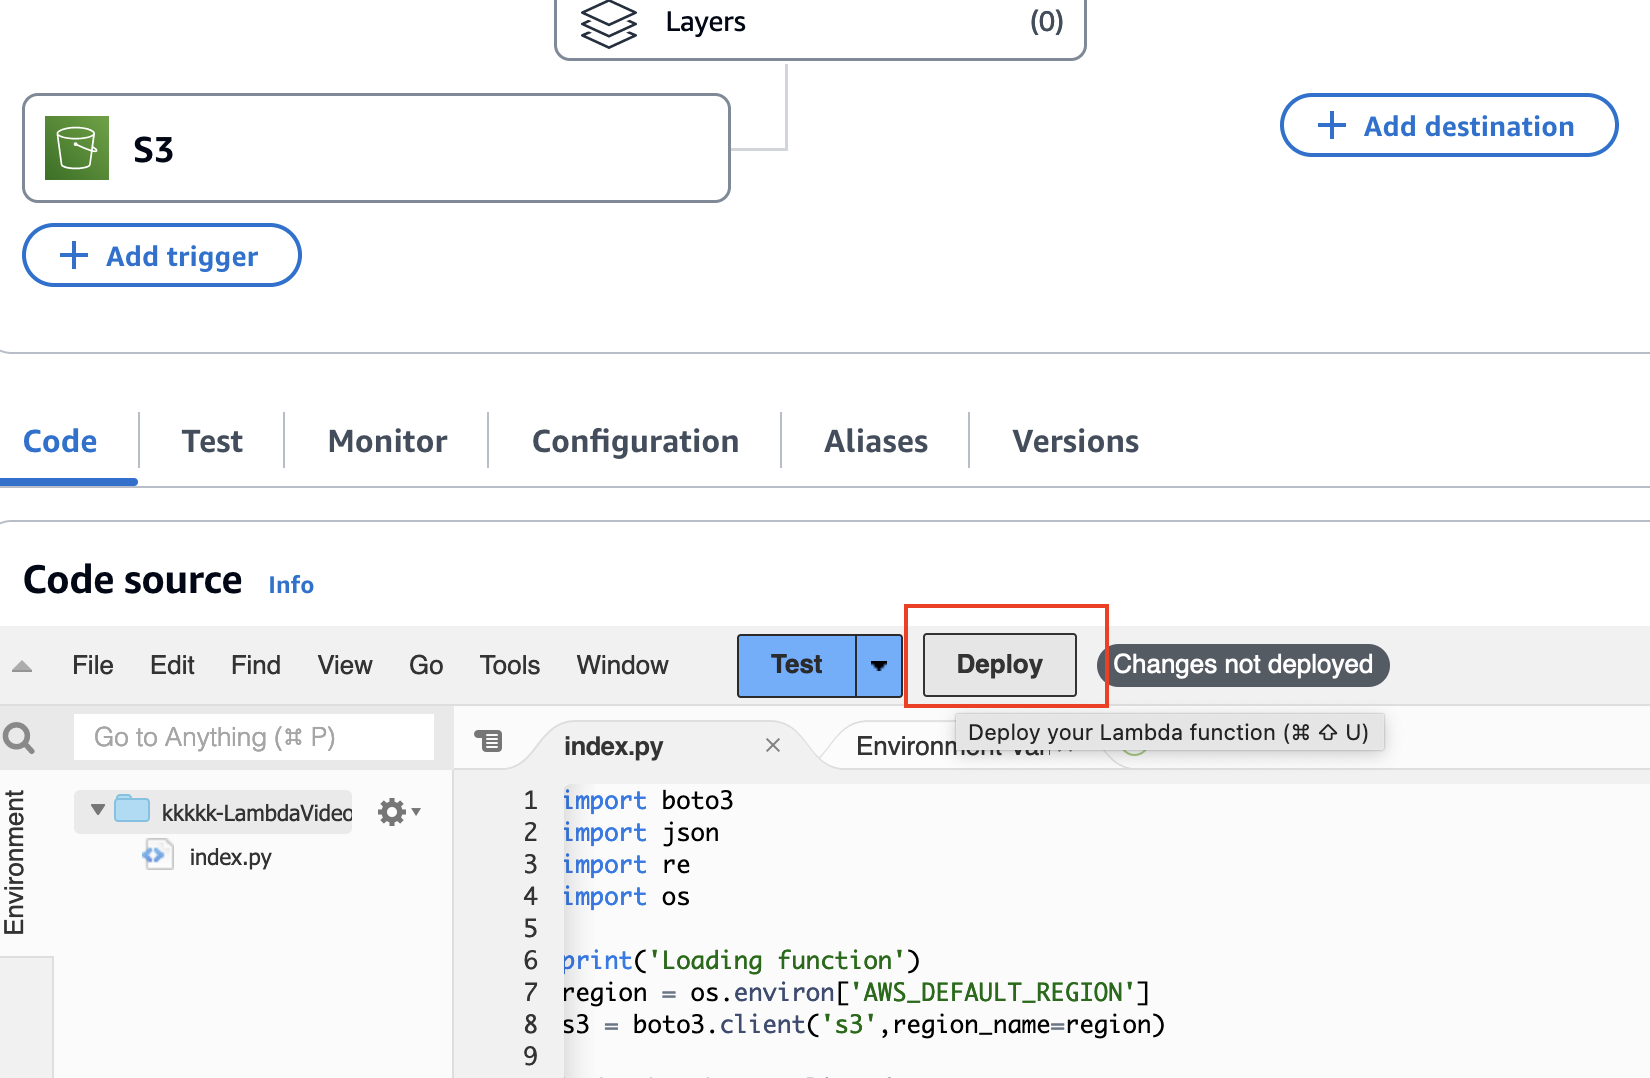 Layers (0)
S3
+ Add destination
+ Add trigger
Code Test Monitor Configuration Aliases Versions
Code source Info
File Edit Find View Go Tools Window Test Deploy Changes not deployed
Go to Anything (⌘ P)
Deploy your Lambda function (⌘ ⇧ U)
index.py × Environment
Environment
kkkkk-LambdaVideo
index.py
1 import boto3
2 import json
3 import re
4 import os
5
6 print('Loading function')
7 region = os.environ['AWS_DEFAULT_REGION']
8 s3 = boto3.client('s3',region_name=region)
9